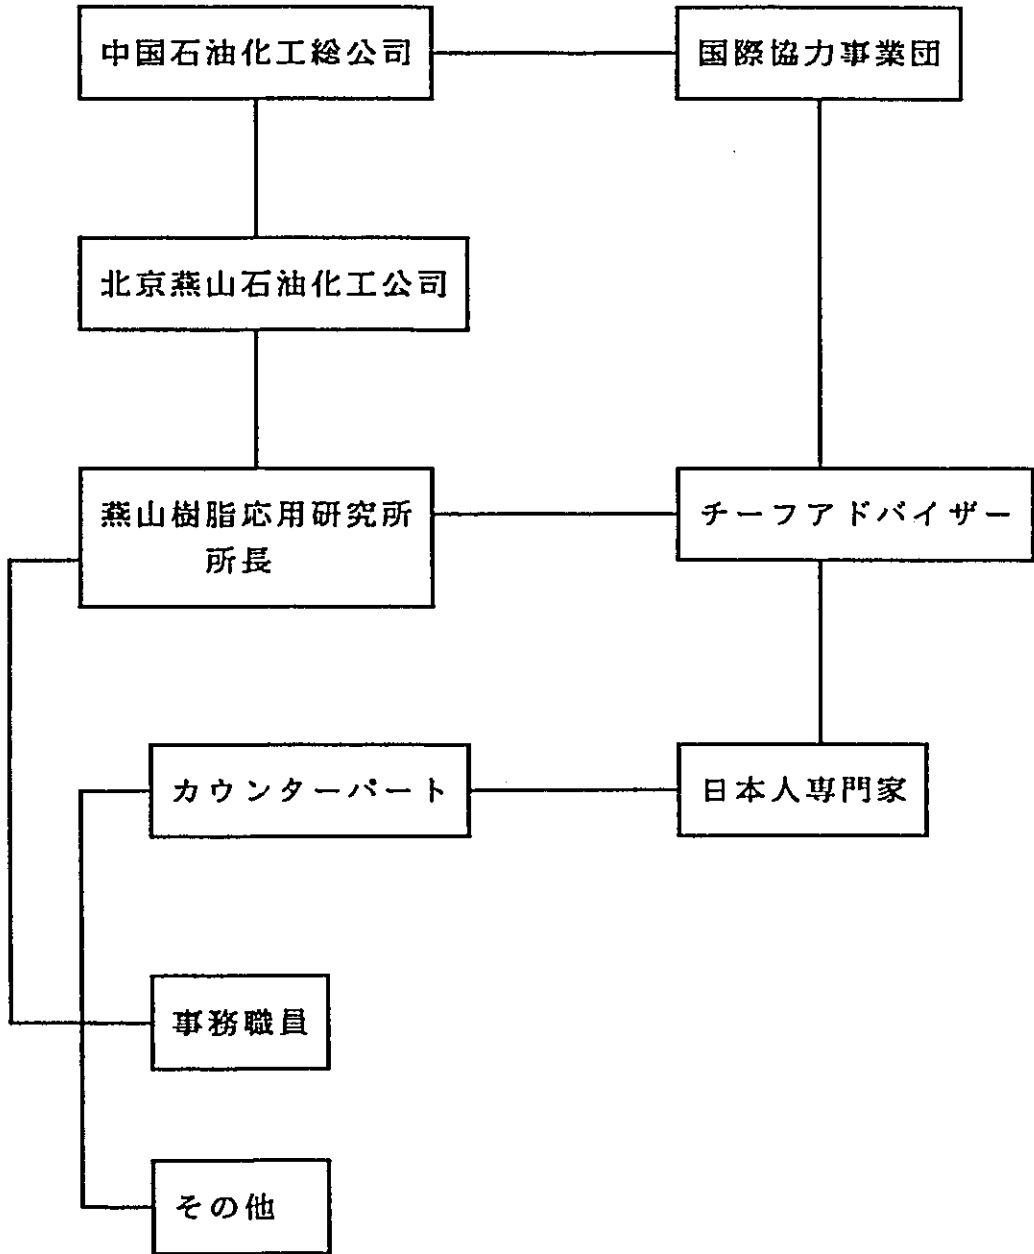 中国石油化工総公司
国際協力事業団
北京燕山石油化工公司
燕山樹脂応用研究所
所長
チーフアドバイザー
カウンターパート
日本人専門家
事務職員
その他